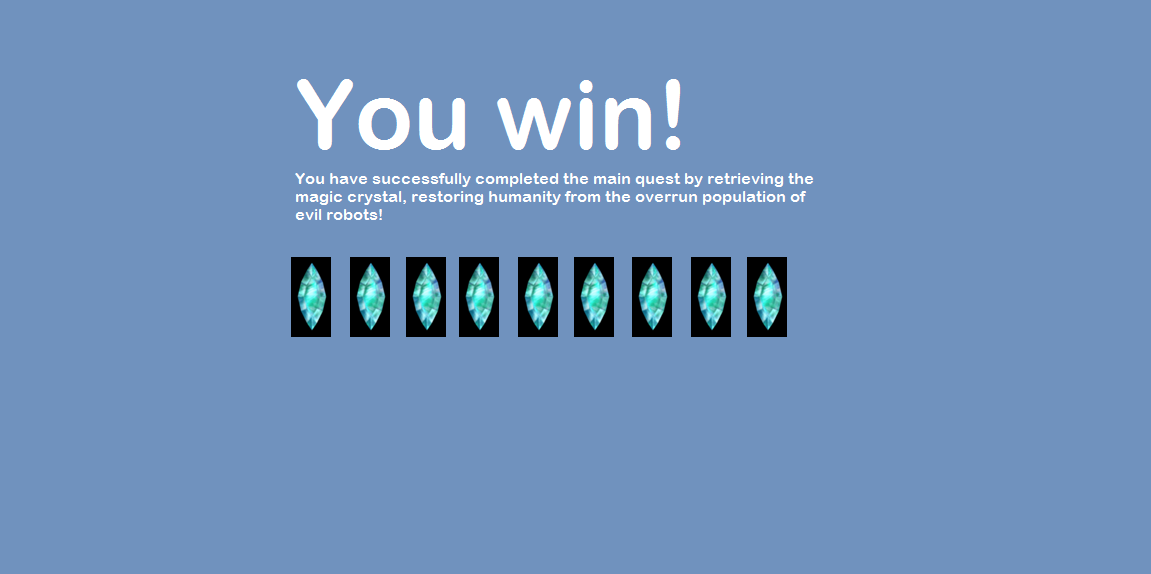 You win!
You have successfully completed the main quest by retrieving the
magic crystal, restoring humanity from the overrun population of
evil robots!